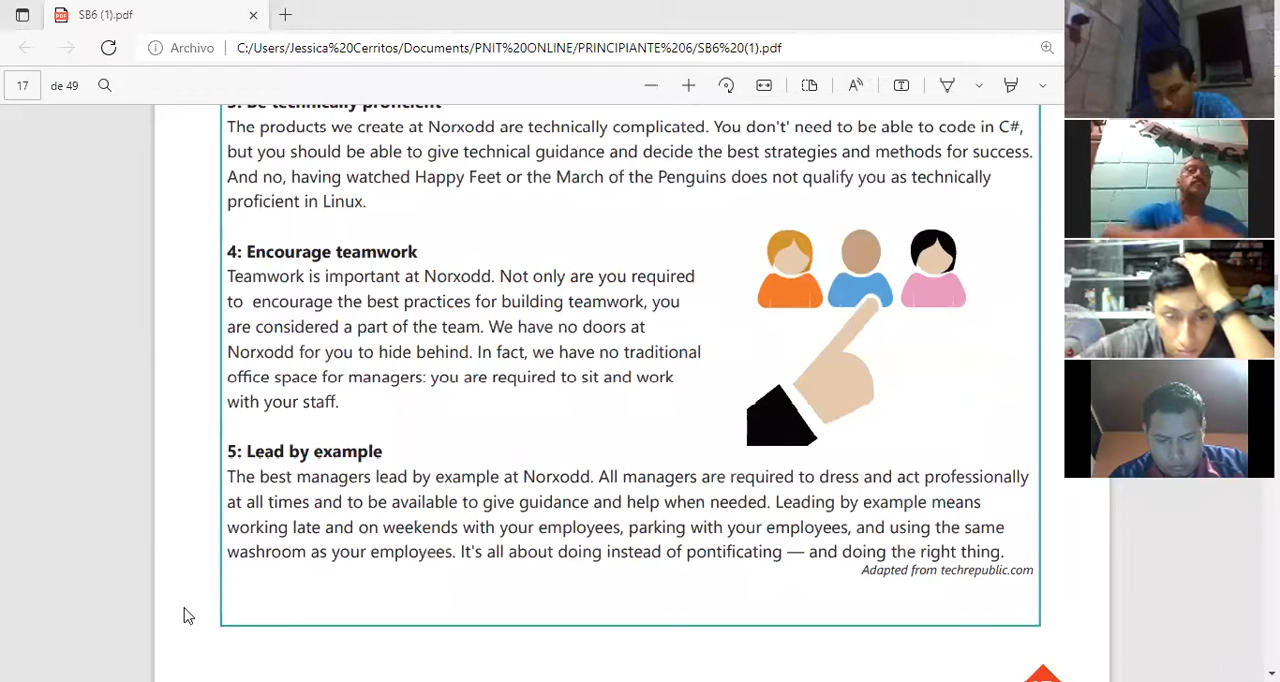 SB6 (1).pdf
Archivo
C:/Users/Jessica%20Cerritos/Documents/PNIT%20ONLINE/PRINCIPIANTE%206/SB6%20(1).pdf
17 de 49
3: Be technically proficient
The products we create at Norxodd are technically complicated. You don't' need to be able to code in C#,
but you should be able to give technical guidance and decide the best strategies and methods for success.
And no, having watched Happy Feet or the March of the Penguins does not qualify you as technically
proficient in Linux.
4: Encourage teamwork
Teamwork is important at Norxodd. Not only are you required
to encourage the best practices for building teamwork, you
are considered a part of the team. We have no doors at
Norxodd for you to hide behind. In fact, we have no traditional
office space for managers: you are required to sit and work
with your staff.
5: Lead by example
The best managers lead by example at Norxodd. All managers are required to dress and act professionally
at all times and to be available to give guidance and help when needed. Leading by example means
working late and on weekends with your employees, parking with your employees, and using the same
washroom as your employees. It's all about doing instead of pontificating — and doing the right thing.
Adapted from techrepublic.com